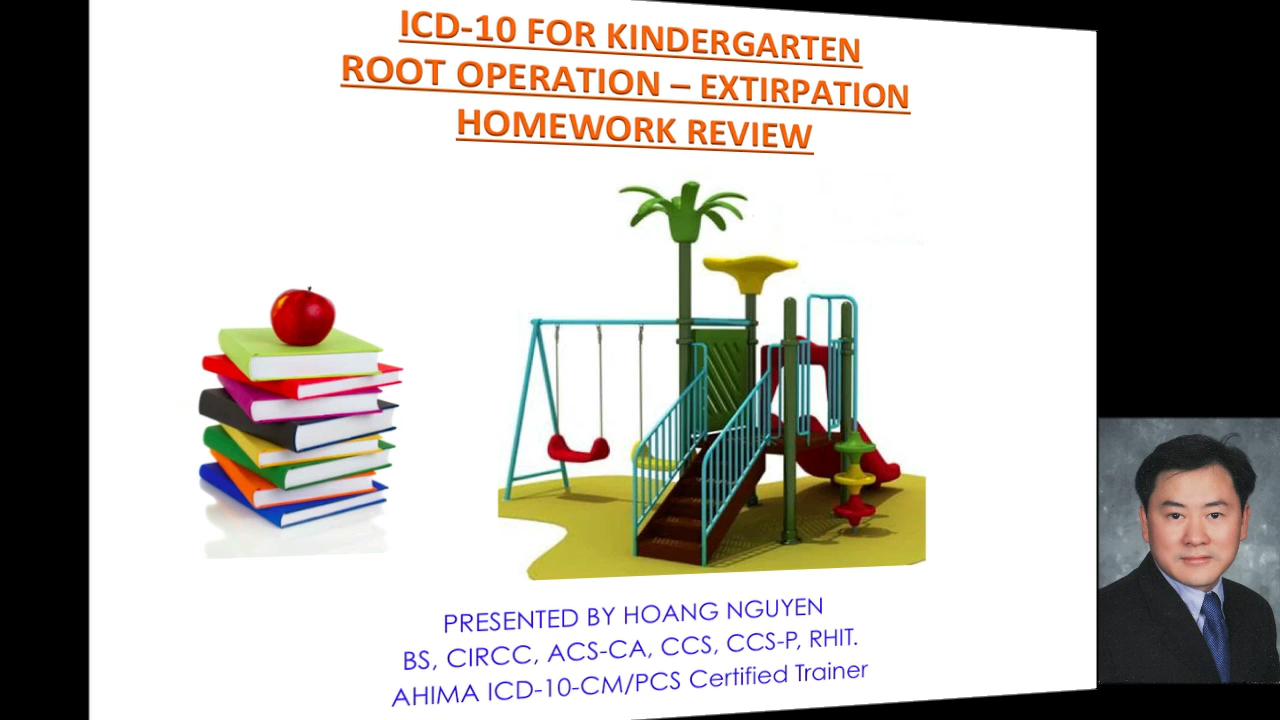 ICD-10 FOR KINDERGARTEN
ROOT OPERATION – EXTIRPATION
HOMEWORK REVIEW
PRESENTED BY HOANG NGUYEN
BS, CIRCC, ACS-CA, CCS, CCS-P, RHIT.
AHIMA ICD-10-CM/PCS Certified Trainer